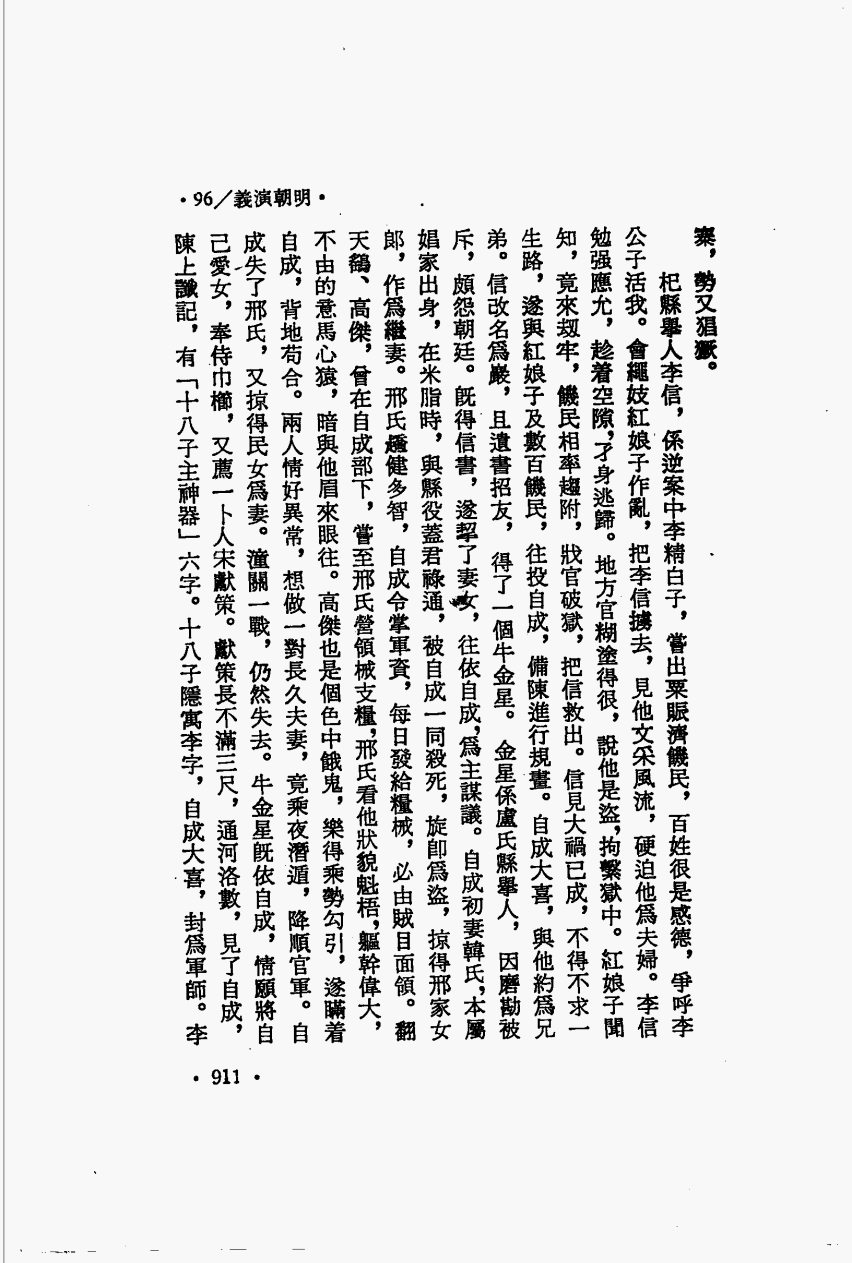 ·96／義演朝明·
寨，勢又猖獗。
杞縣舉人李信，係逆案中李精白子，嘗出粟賑濟饑民，百姓很是感德，爭呼李
公子活我。會繩妓紅娘子作亂，把李信擄去，見他文采風流，硬迫他爲夫婦。李信
勉强應允，趁着空隙，孑身逃歸。地方官糊塗得很，說他是盜，拘繫獄中。紅娘子聞
知，竟來刼牢，饑民相率趨附，戕官破獄，把信救出。信見大禍已成，不得不求一
生路，遂與紅娘子及數百饑民，往投自成，備陳進行規畫。自成大喜，與他約爲兄
弟。信改名爲巖，且遺書招友，得了一個牛金星。金星係盧氏縣舉人，因磨勘被
斥，頗怨朝廷。旣得信書，遂挈了妻女，往依自成，爲主謀議。自成初妻韓氏，本屬
娼家出身，在米脂時，與縣役蓋君祿通，被自成一同殺死，旋卽爲盜，掠得邢家女
郎，作爲繼妻。邢氏趫健多智，自成令掌軍資，每日發給糧械，必由賊目面領。翻
天鷂、高傑，曾在自成部下，嘗至邢氏營領械支糧，邢氏看他狀貌魁梧，軀幹偉大，
不由的意馬心猿，暗與他眉來眼往。高傑也是個色中餓鬼，樂得乘勢勾引，遂瞞着
自成，背地苟合。兩人情好異常，想做一對長久夫妻，竟乘夜潛遁，降順官軍。自
成失了邢氏，又掠得民女爲妻。潼關一戰，仍然失去。牛金星旣依自成，情願將自
己愛女，奉侍巾櫛，又薦一卜人宋獻策。獻策長不滿三尺，通河洛數，見了自成，
陳上讖記，有「十八子主神器」六字。十八子隱寓李字，自成大喜，封爲軍師。李
·911·